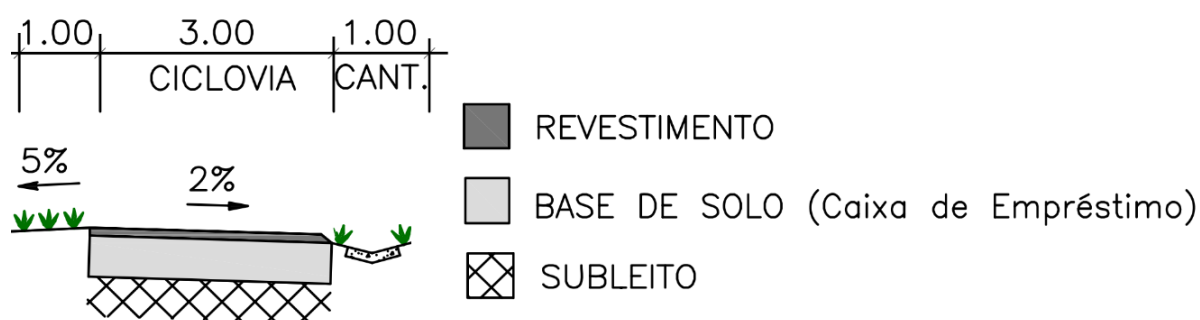 1.00 3.00 1.00
CICLOVIA CANT.
REVESTIMENTO
5%
2%
BASE DE SOLO (Caixa de Empréstimo)
SUBLEITO